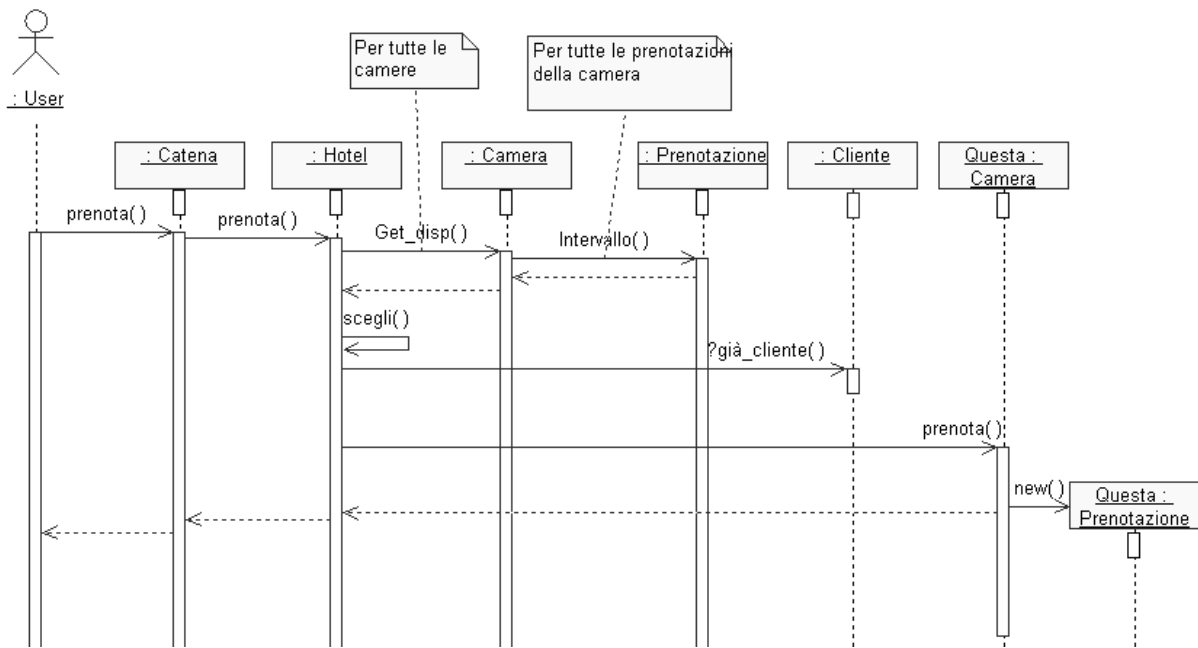 Per tutte le
camere
Per tutte le prenotazioni
della camera
: User
: Catena
: Hotel
: Camera
: Prenotazione
: Cliente
Questa :
Camera
prenota( )
prenota( )
Get_disp( )
Intervallo( )
scegli( )
?già_cliente( )
prenota( )
new( )
Questa :
Prenotazione